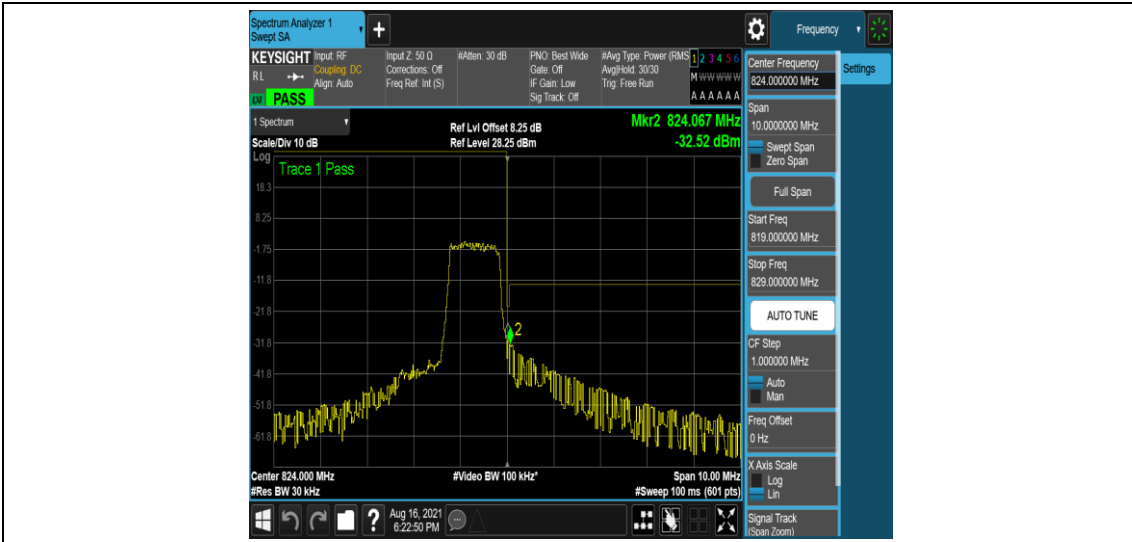 Spectrum Analyzer 1
Swept SA
Frequency
KEYSIGHT
RL
LXI
PASS
Input: RF
Coupling: DC
Align: Auto
Input Z: 50 Ω
Corrections: Off
Freq Ref: Int (S)
#Atten: 30 dB
PNO: Best Wide
Gate: Off
IF Gain: Low
Sig Track: Off
#Avg Type: Power (RMS
Avg|Hold: 30/30
Trig: Free Run
1 2 3 4 5 6
M W W W W W
A A A A A A
1 Spectrum
Scale/Div 10 dB
Ref Lvl Offset 8.25 dB
Ref Level 28.25 dBm
Mkr2 824.067 MHz
-32.52 dBm
Log
Trace 1 Pass
18.3
8.25
-1.75
-11.8
-21.8
-31.8
-41.8
-51.8
-61.8
2
Center 824.000 MHz
#Res BW 30 kHz
#Video BW 100 kHz*
Span 10.00 MHz
#Sweep 100 ms (601 pts)
Center Frequency
824.000000 MHz
Settings
Span
10.0000000 MHz
Swept Span
Zero Span
Full Span
Start Freq
819.000000 MHz
Stop Freq
829.000000 MHz
AUTO TUNE
CF Step
1.000000 MHz
Auto
Man
Freq Offset
0 Hz
X Axis Scale
Log
Lin
Signal Track
(Span Zoom)
?
Aug 16, 2021
6:22:50 PM